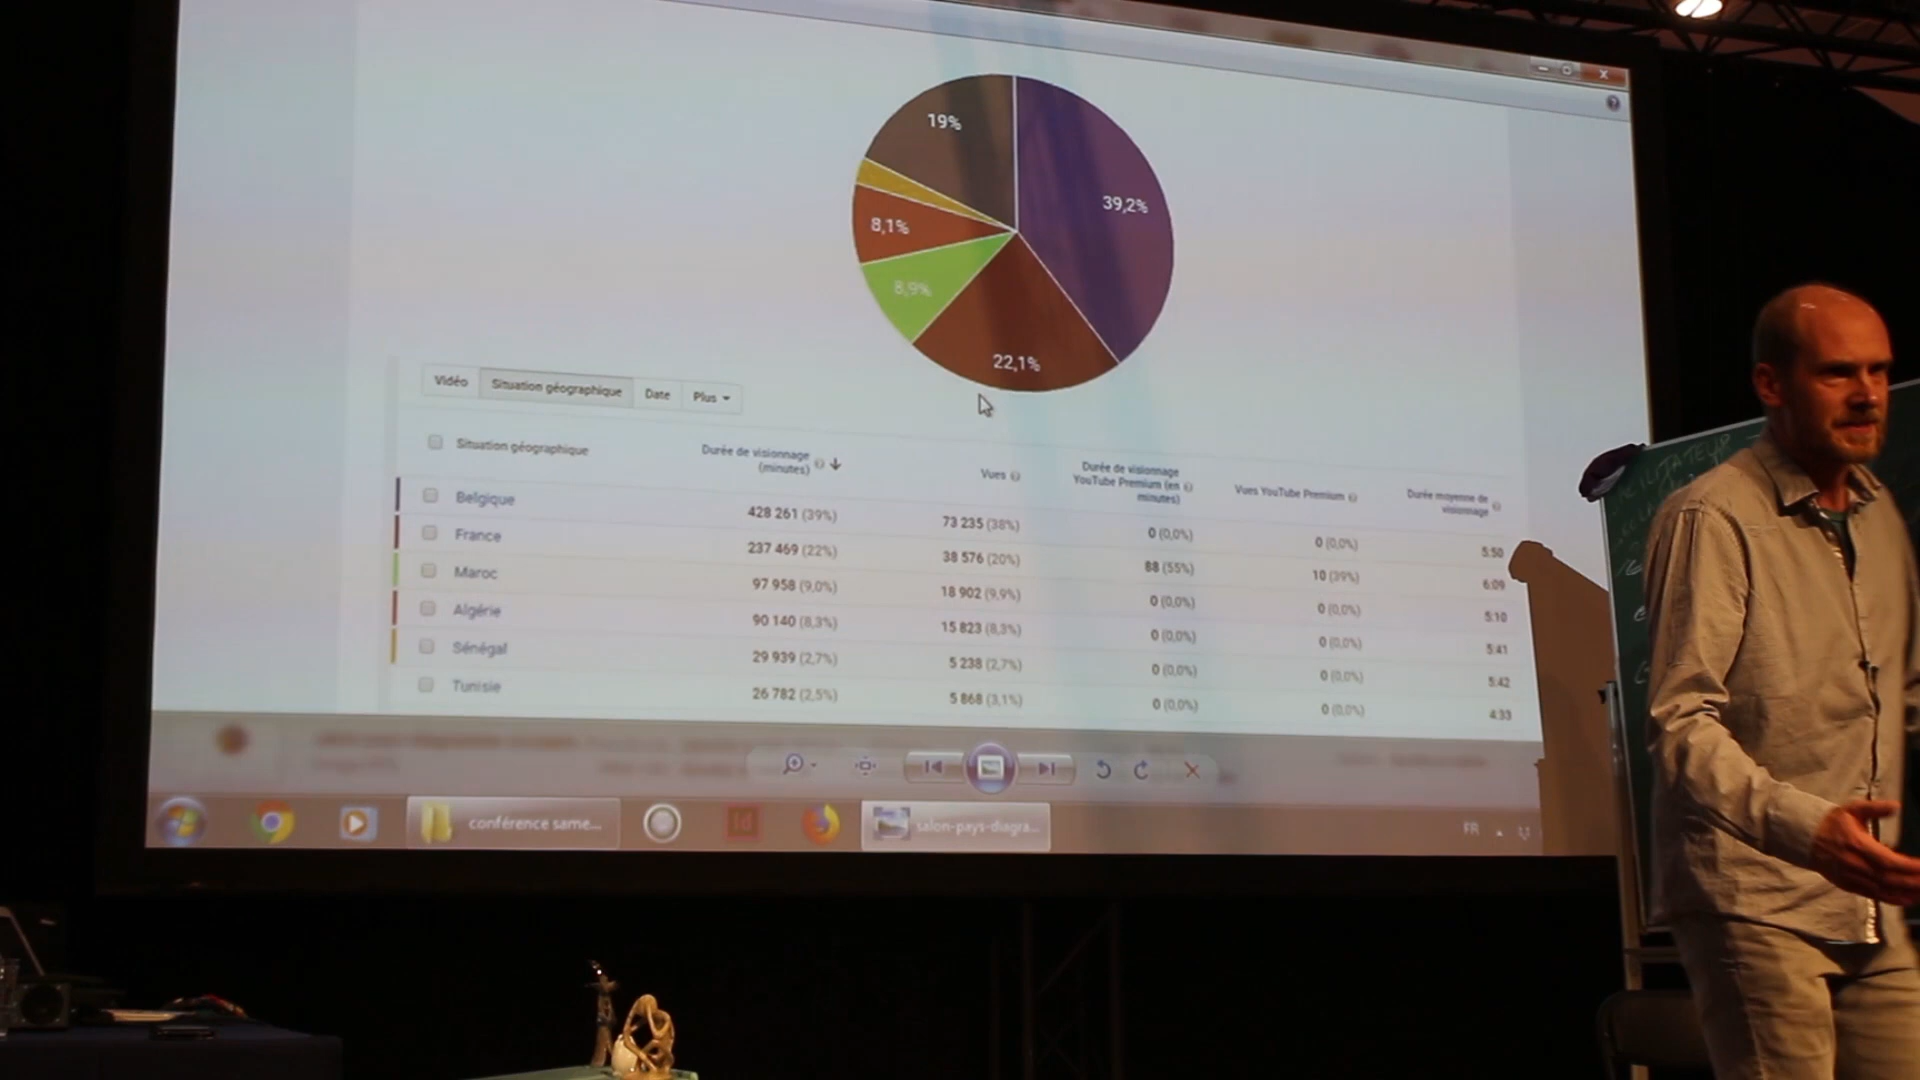 19%
39,2%
8,1%
8,9%
22,1%
Vidéo Situation géographique Date Plus
Situation géographique
Durée de visionnage
(minutes)
Vues
Durée de visionnage
YouTube Premium (en
minutes)
Vues YouTube Premium
Durée moyenne de
visionnage
Belgique 428 261 (39%) 73 235 (38%) 0 (0,0%) 0 (0,0%) 5:50
France 237 469 (22%) 38 576 (20%) 88 (55%) 10 (39%) 6:09
Maroc 97 958 (9,0%) 18 902 (9,9%) 0 (0,0%) 0 (0,0%) 5:10
Algérie 90 140 (8,3%) 15 823 (8,3%) 0 (0,0%) 0 (0,0%) 5:41
Sénégal 29 939 (2,7%) 5 238 (2,7%) 0 (0,0%) 0 (0,0%) 5:42
Tunisie 26 782 (2,5%) 5 868 (3,1%) 0 (0,0%) 0 (0,0%) 4:33
conférence same... Id salon-pays-diagra... FR